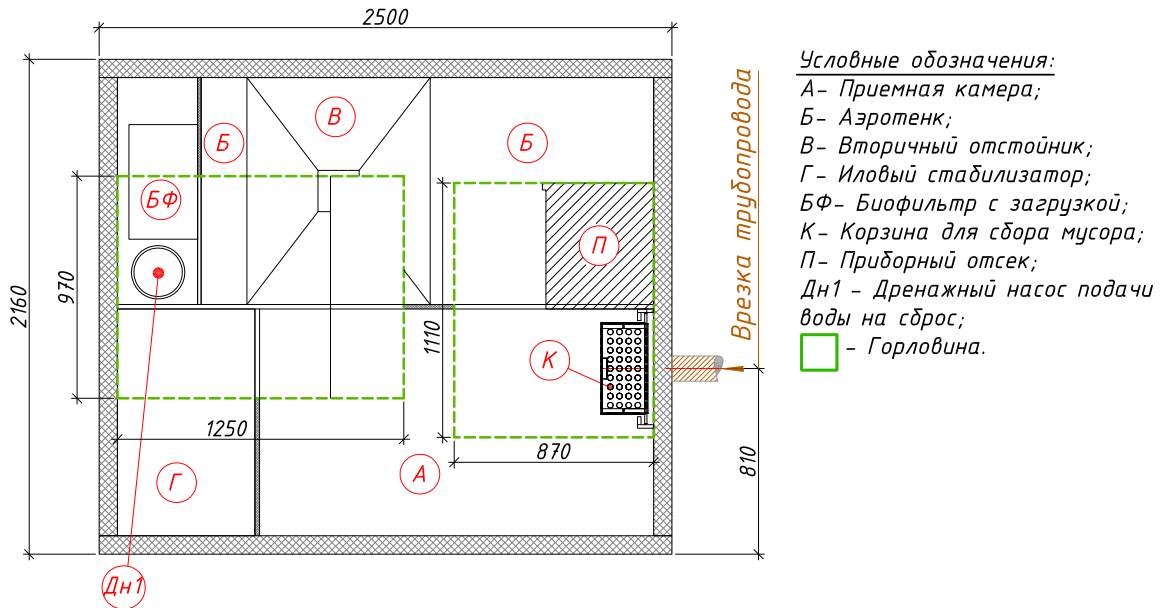 2500
Условные обозначения:
А- Приемная камера;
Б- Аэротенк;
В- Вторичный отстойник;
Г- Иловый стабилизатор;
БФ- Биофильтр с загрузкой;
К- Корзина для сбора мусора;
П- Приборный отсек;
Дн1 - Дренажный насос подачи
воды на сброс;
- Горловина.
В
Б
Б
БФ
П
Врезка трубопровода
970
2160
1110
К
1250
870
810
А
Г
Дн1